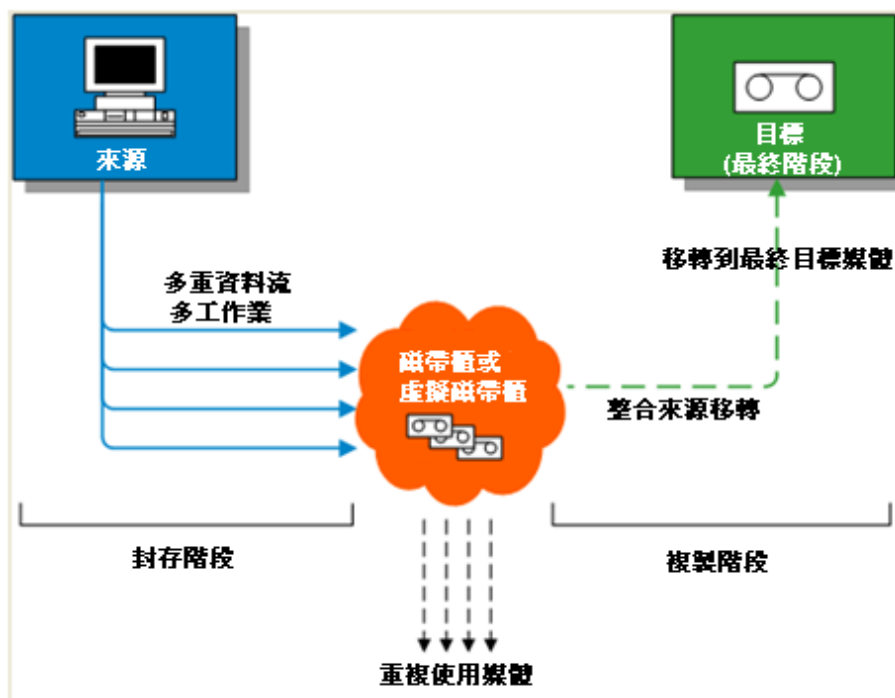 來源
目標
(最終階段)
移轉到最終目標媒體
多重資料流
多工作業
磁帶櫃或
虛擬磁帶櫃
整合來源移轉
封存階段
複製階段
重複使用媒體